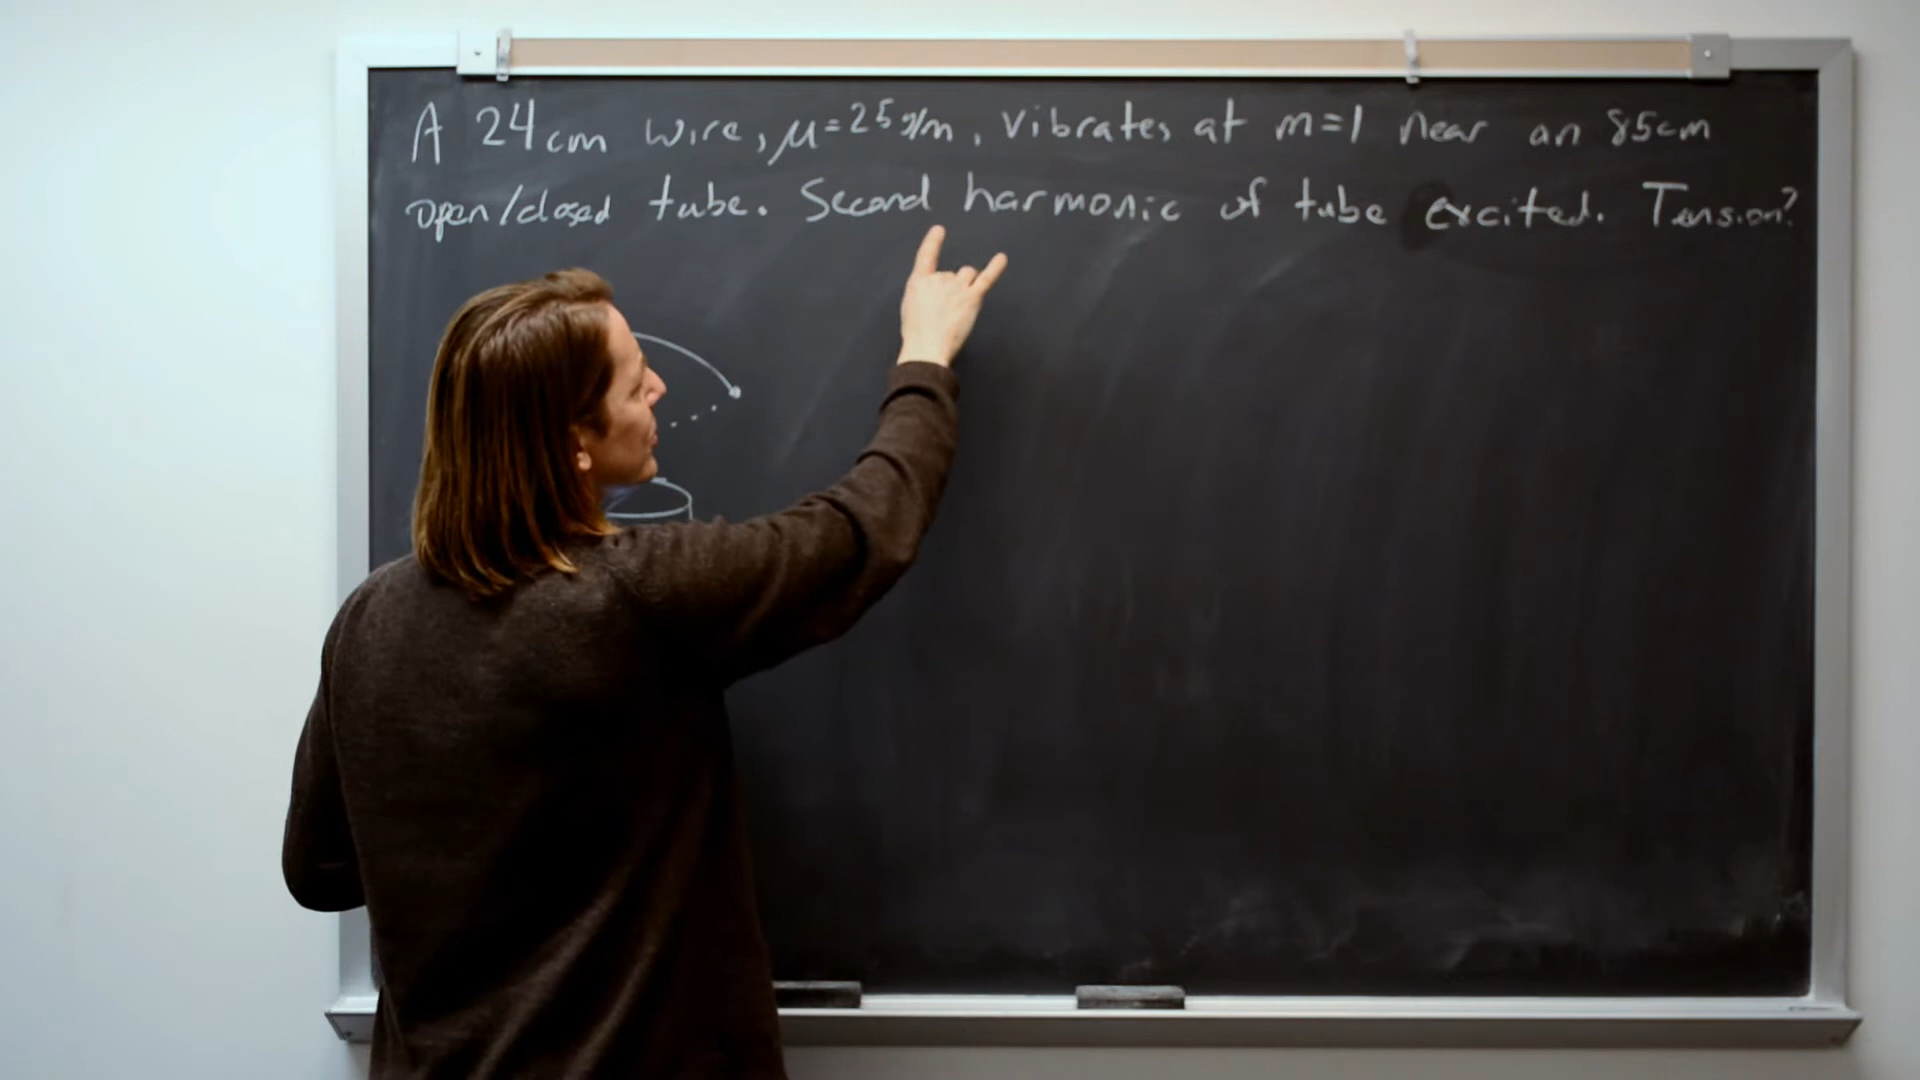 A 24cm wire, μ=25g/m, vibrates at m=1 near an 85cm
open/closed tube. Second harmonic of tube excited. Tension?